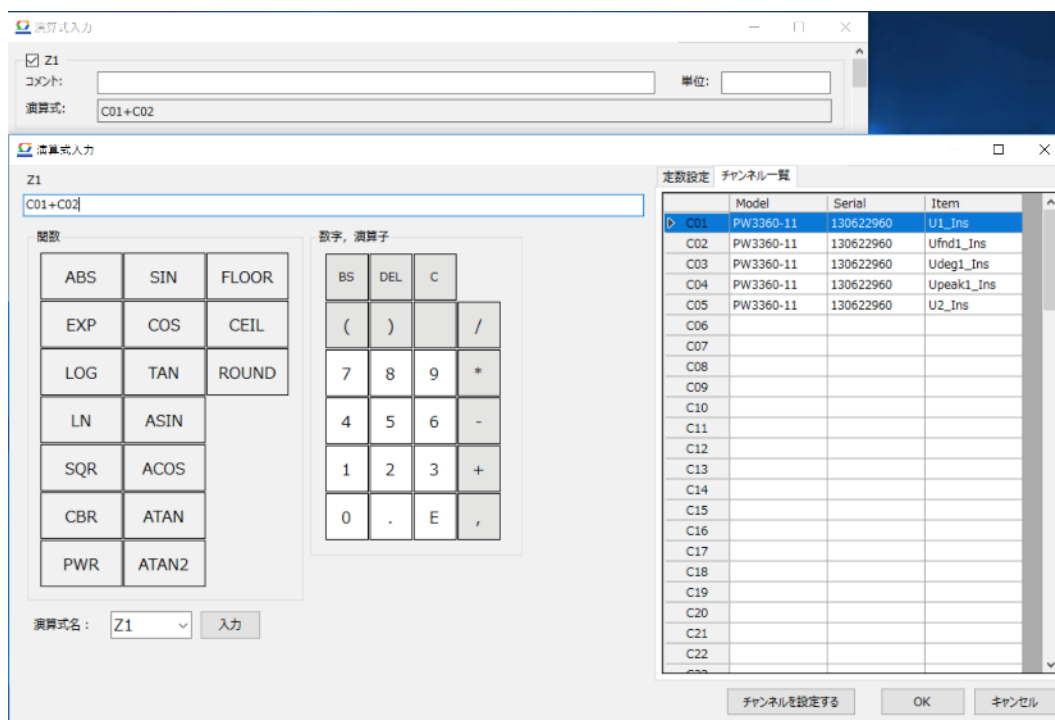 演算式入力
Z1
コメント:
単位:
演算式: C01+C02
演算式入力
Z1
C01+C02
関数
ABS SIN FLOOR
EXP COS CEIL
LOG TAN ROUND
LN ASIN
SQR ACOS
CBR ATAN
PWR ATAN2
数字, 演算子
BS DEL C
( ) /
7 8 9 *
4 5 6 -
1 2 3 +
0 . E ,
演算式名： Z1 入力
定数設定 チャンネル一覧
Model Serial Item
C01 PW3360-11 130622960 U1_Ins
C02 PW3360-11 130622960 Ufnd1_Ins
C03 PW3360-11 130622960 Udeg1_Ins
C04 PW3360-11 130622960 Upeak1_Ins
C05 PW3360-11 130622960 U2_Ins
C06
C07
C08
C09
C10
C11
C12
C13
C14
C15
C16
C17
C18
C19
C20
C21
C22
チャンネルを設定する OK キャンセル